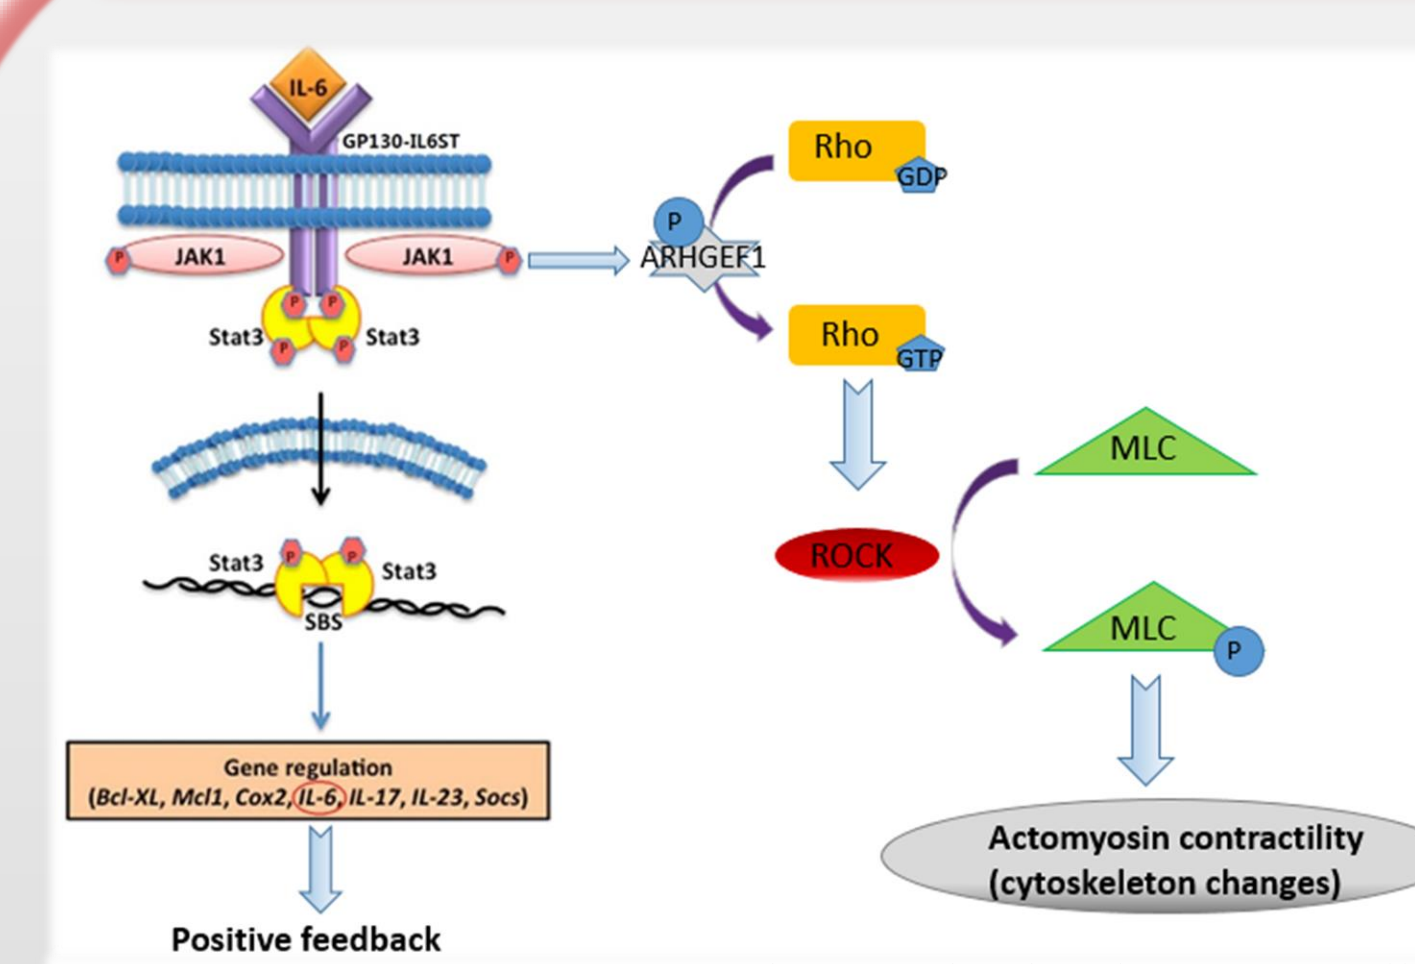 IL-6
GP130-IL6ST
P JAK1 JAK1 P
P P
Stat3 Stat3
P P
Stat3 P P Stat3
SBS
Gene regulation
(Bcl-XL, Mcl1, Cox2, IL-6, IL-17, IL-23, Socs)
Positive feedback
Rho
GDP
P
ARHGEF1
Rho
GTP
ROCK
MLC
MLC
P
Actomyosin contractility
(cytoskeleton changes)